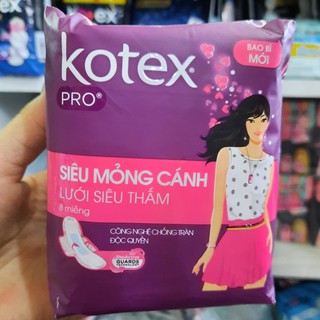 kotex
PRO®
BAO BÌ
MỚI
SIÊU MỎNG CÁNH
LƯỚI SIÊU THẤM
8 miếng
CÔNG NGHỆ CHỐNG TRÀN
ĐỘC QUYỀN
GUARDS